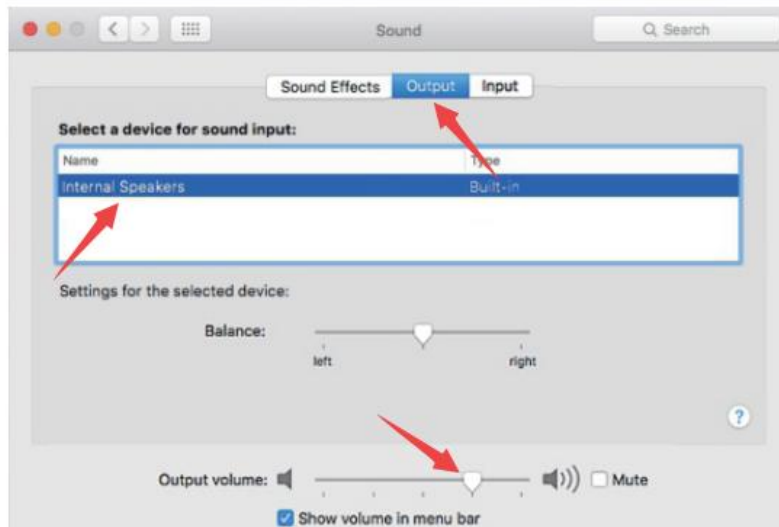 Sound
Search
Sound Effects Output Input
Select a device for sound input:
Name Type
Internal Speakers Built-in
Settings for the selected device:
Balance:
left right
?
Output volume: Mute
Show volume in menu bar